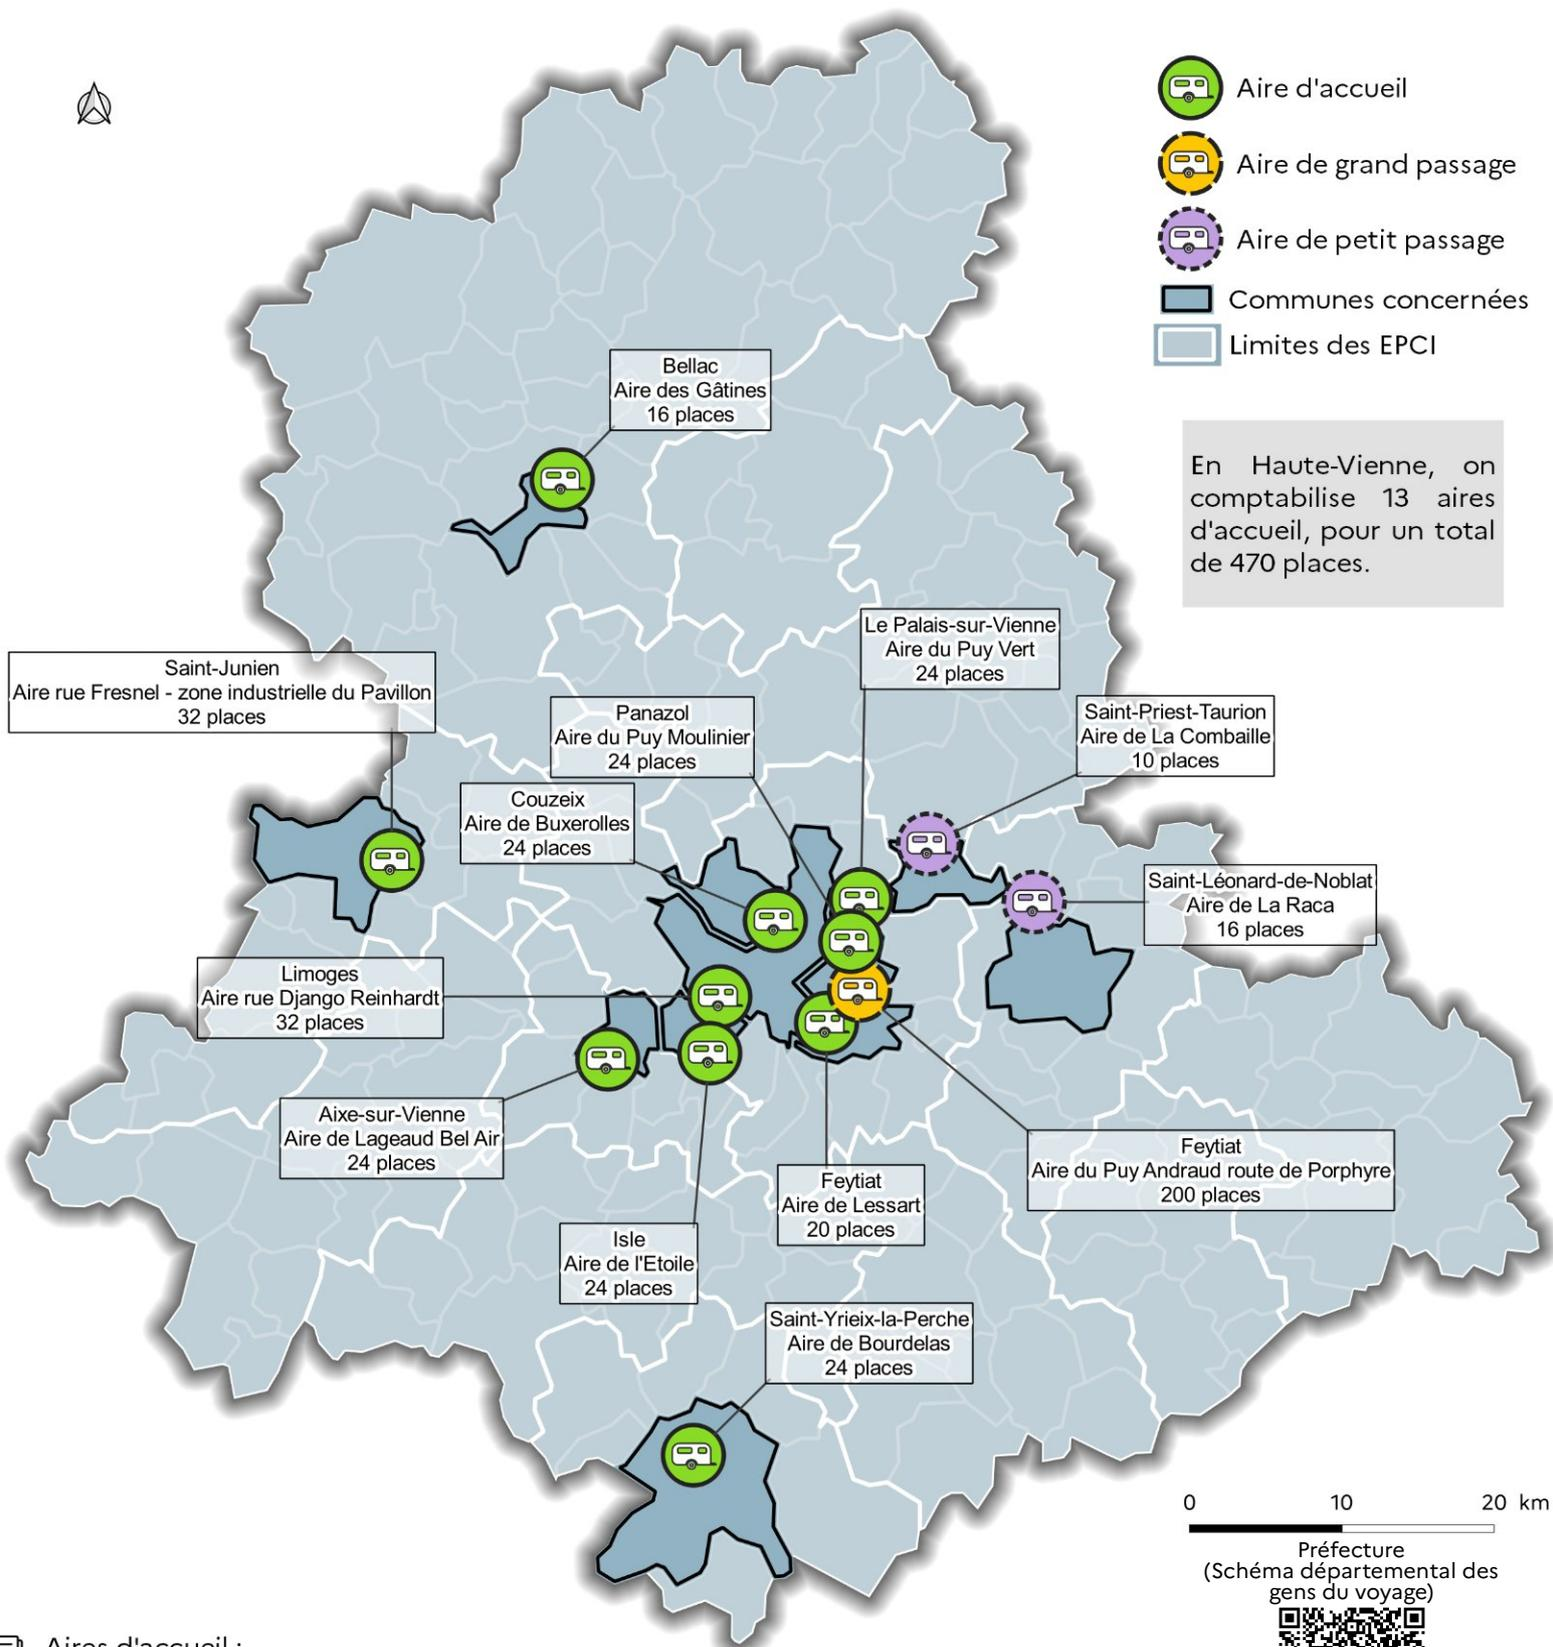 Aire d'accueil
Aire de grand passage
Aire de petit passage
Communes concernées
Limites des EPCI
Bellac
Aire des Gâtines
16 places
En Haute-Vienne, on
comptabilise 13 aires
d'accueil, pour un total
de 470 places.
Le Palais-sur-Vienne
Aire du Puy Vert
24 places
Saint-Junien
Aire rue Fresnel - zone industrielle du Pavillon
32 places
Panazol
Aire du Puy Moulinier
24 places
Saint-Priest-Taurion
Aire de La Combaille
10 places
Couzeix
Aire de Buxerolles
24 places
Saint-Léonard-de-Noblat
Aire de La Raca
16 places
Limoges
Aire rue Django Reinhardt
32 places
Aixe-sur-Vienne
Aire de Lageaud Bel Air
24 places
Feytiat
Aire du Puy Andraud route de Porphyre
200 places
Feytiat
Aire de Lessart
20 places
Isle
Aire de l'Etoile
24 places
Saint-Yrieix-la-Perche
Aire de Bourdelas
24 places
0 10 20 km
Préfecture
(Schéma départemental des
gens du voyage)
Aires d'accueil :